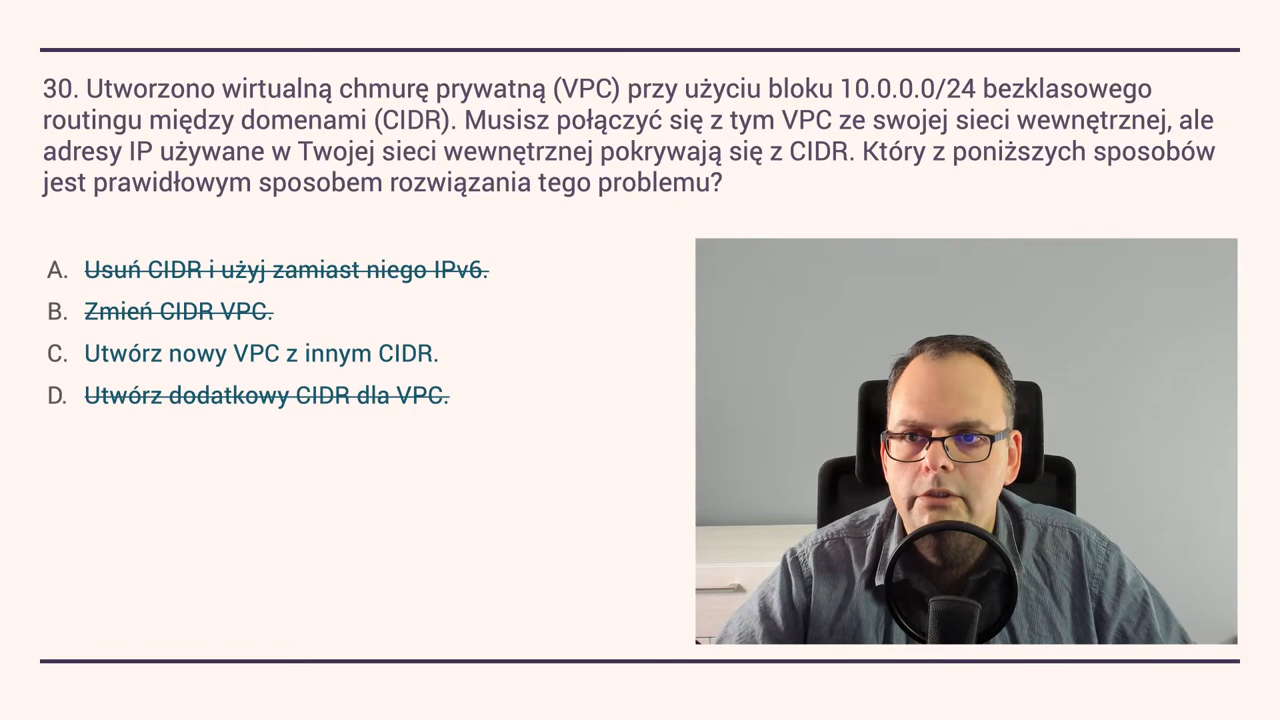 30. Utworzono wirtualną chmurę prywatną (VPC) przy użyciu bloku 10.0.0.0/24 bezklasowego
routingu między domenami (CIDR). Musisz połączyć się z tym VPC ze swojej sieci wewnętrznej, ale
adresy IP używane w Twojej sieci wewnętrznej pokrywają się z CIDR. Który z poniższych sposobów
jest prawidłowym sposobem rozwiązania tego problemu?
A. Usuń CIDR i użyj zamiast niego IPv6.
B. Zmień CIDR VPC.
C. Utwórz nowy VPC z innym CIDR.
D. Utwórz dodatkowy CIDR dla VPC.